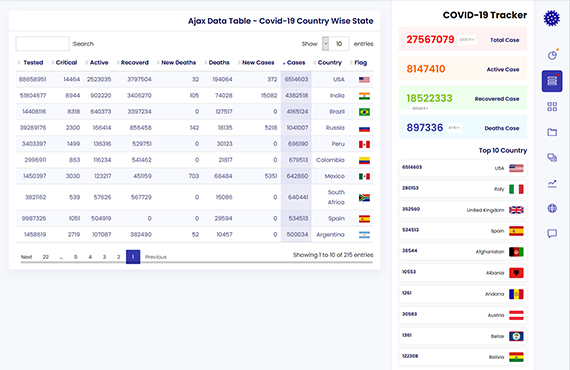 Ajax Data Table - Covid-19 Country Wise State
:Search
Show 10 entries
Tested Critical Active Recoverd New Deaths Deaths New Cases Cases Country Flag
88658951 14464 2523035 3797504 32 194064 372 6514603 USA
51804677 8944 902220 3406270 105 74028 15082 4382518 India
14408116 8318 640373 3397234 0 127517 0 4165124 Brazil
39289176 2300 168414 856458 142 18135 5218 1041007 Russia
3403397 1499 136316 529751 0 30123 0 696190 Peru
2996911 863 116234 541462 0 21817 0 679513 Colombia
1450397 3030 123217 451159 703 68484 5351 642860 Mexico
3821162 539 57626 567729 0 15086 0 640441 South Africa
9987326 1051 504919 0 0 29594 0 534513 Spain
1458619 2719 107087 382490 52 10457 0 500034 Argentina
Next 22 ... 5 4 3 2 1 Previous
Showing 1 to 10 of 215 entries
COVID-19 Tracker
27567079 Total Case
8147410 Active Case
18522333 Recovered Case
897336 Deaths Case
Top 10 Country
6514603 USA
280153 Italy
352560 United Kingdom
534513 Spain
38544 Afghanistan
10553 Albania
1261 Andorra
30583 Austria
1361 Belize
122308 Bolivia